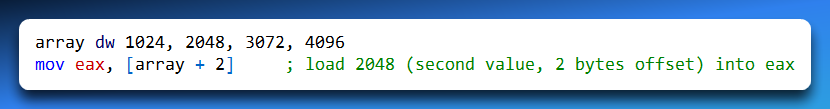 array dw 1024, 2048, 3072, 4096
mov eax, [array + 2]     ; load 2048 (second value, 2 bytes offset) into eax